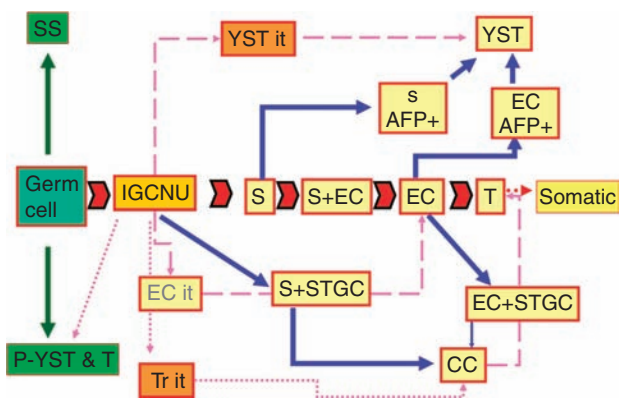 SS
YST it
YST
s
AFP+
EC
AFP+
Germ
cell
IGCNU
S
S+EC
EC
T
Somatic
EC it
S+STGC
EC+STGC
P-YST & T
Tr it
CC